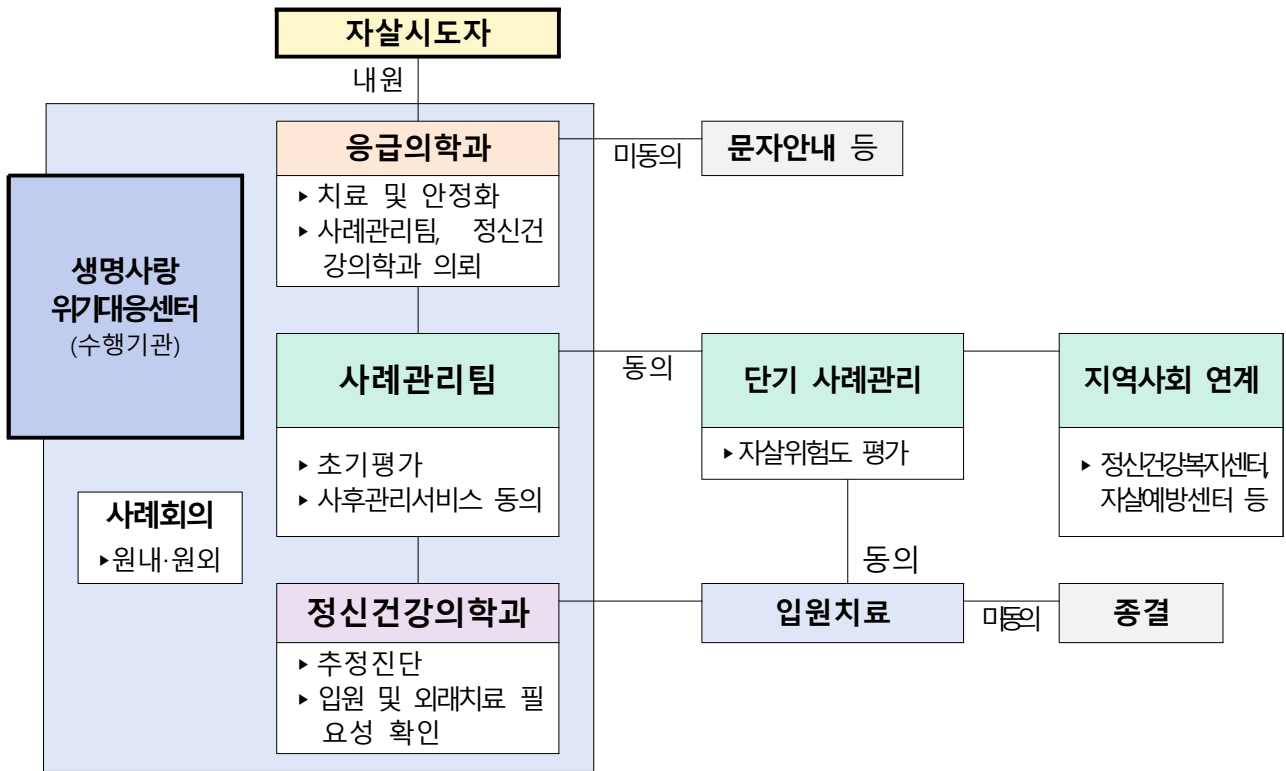 자살시도자
내원
응급의학과
미동의
문자안내 등
▸ 치료 및 안정화
▸ 사례관리팀, 정신건
강의학과 의뢰
생명사랑
위기대응센터
(수행기관)
사례관리팀
동의
단기 사례관리
지역사회 연계
▸ 초기평가
▸ 사후관리서비스 동의
▸ 자살위험도 평가
▸ 정신건강복지센터,
자살예방센터 등
사례회의
▸원내·원외
동의
정신건강의학과
입원치료
미동의
종결
▸ 추정진단
▸ 입원 및 외래치료 필
요성 확인